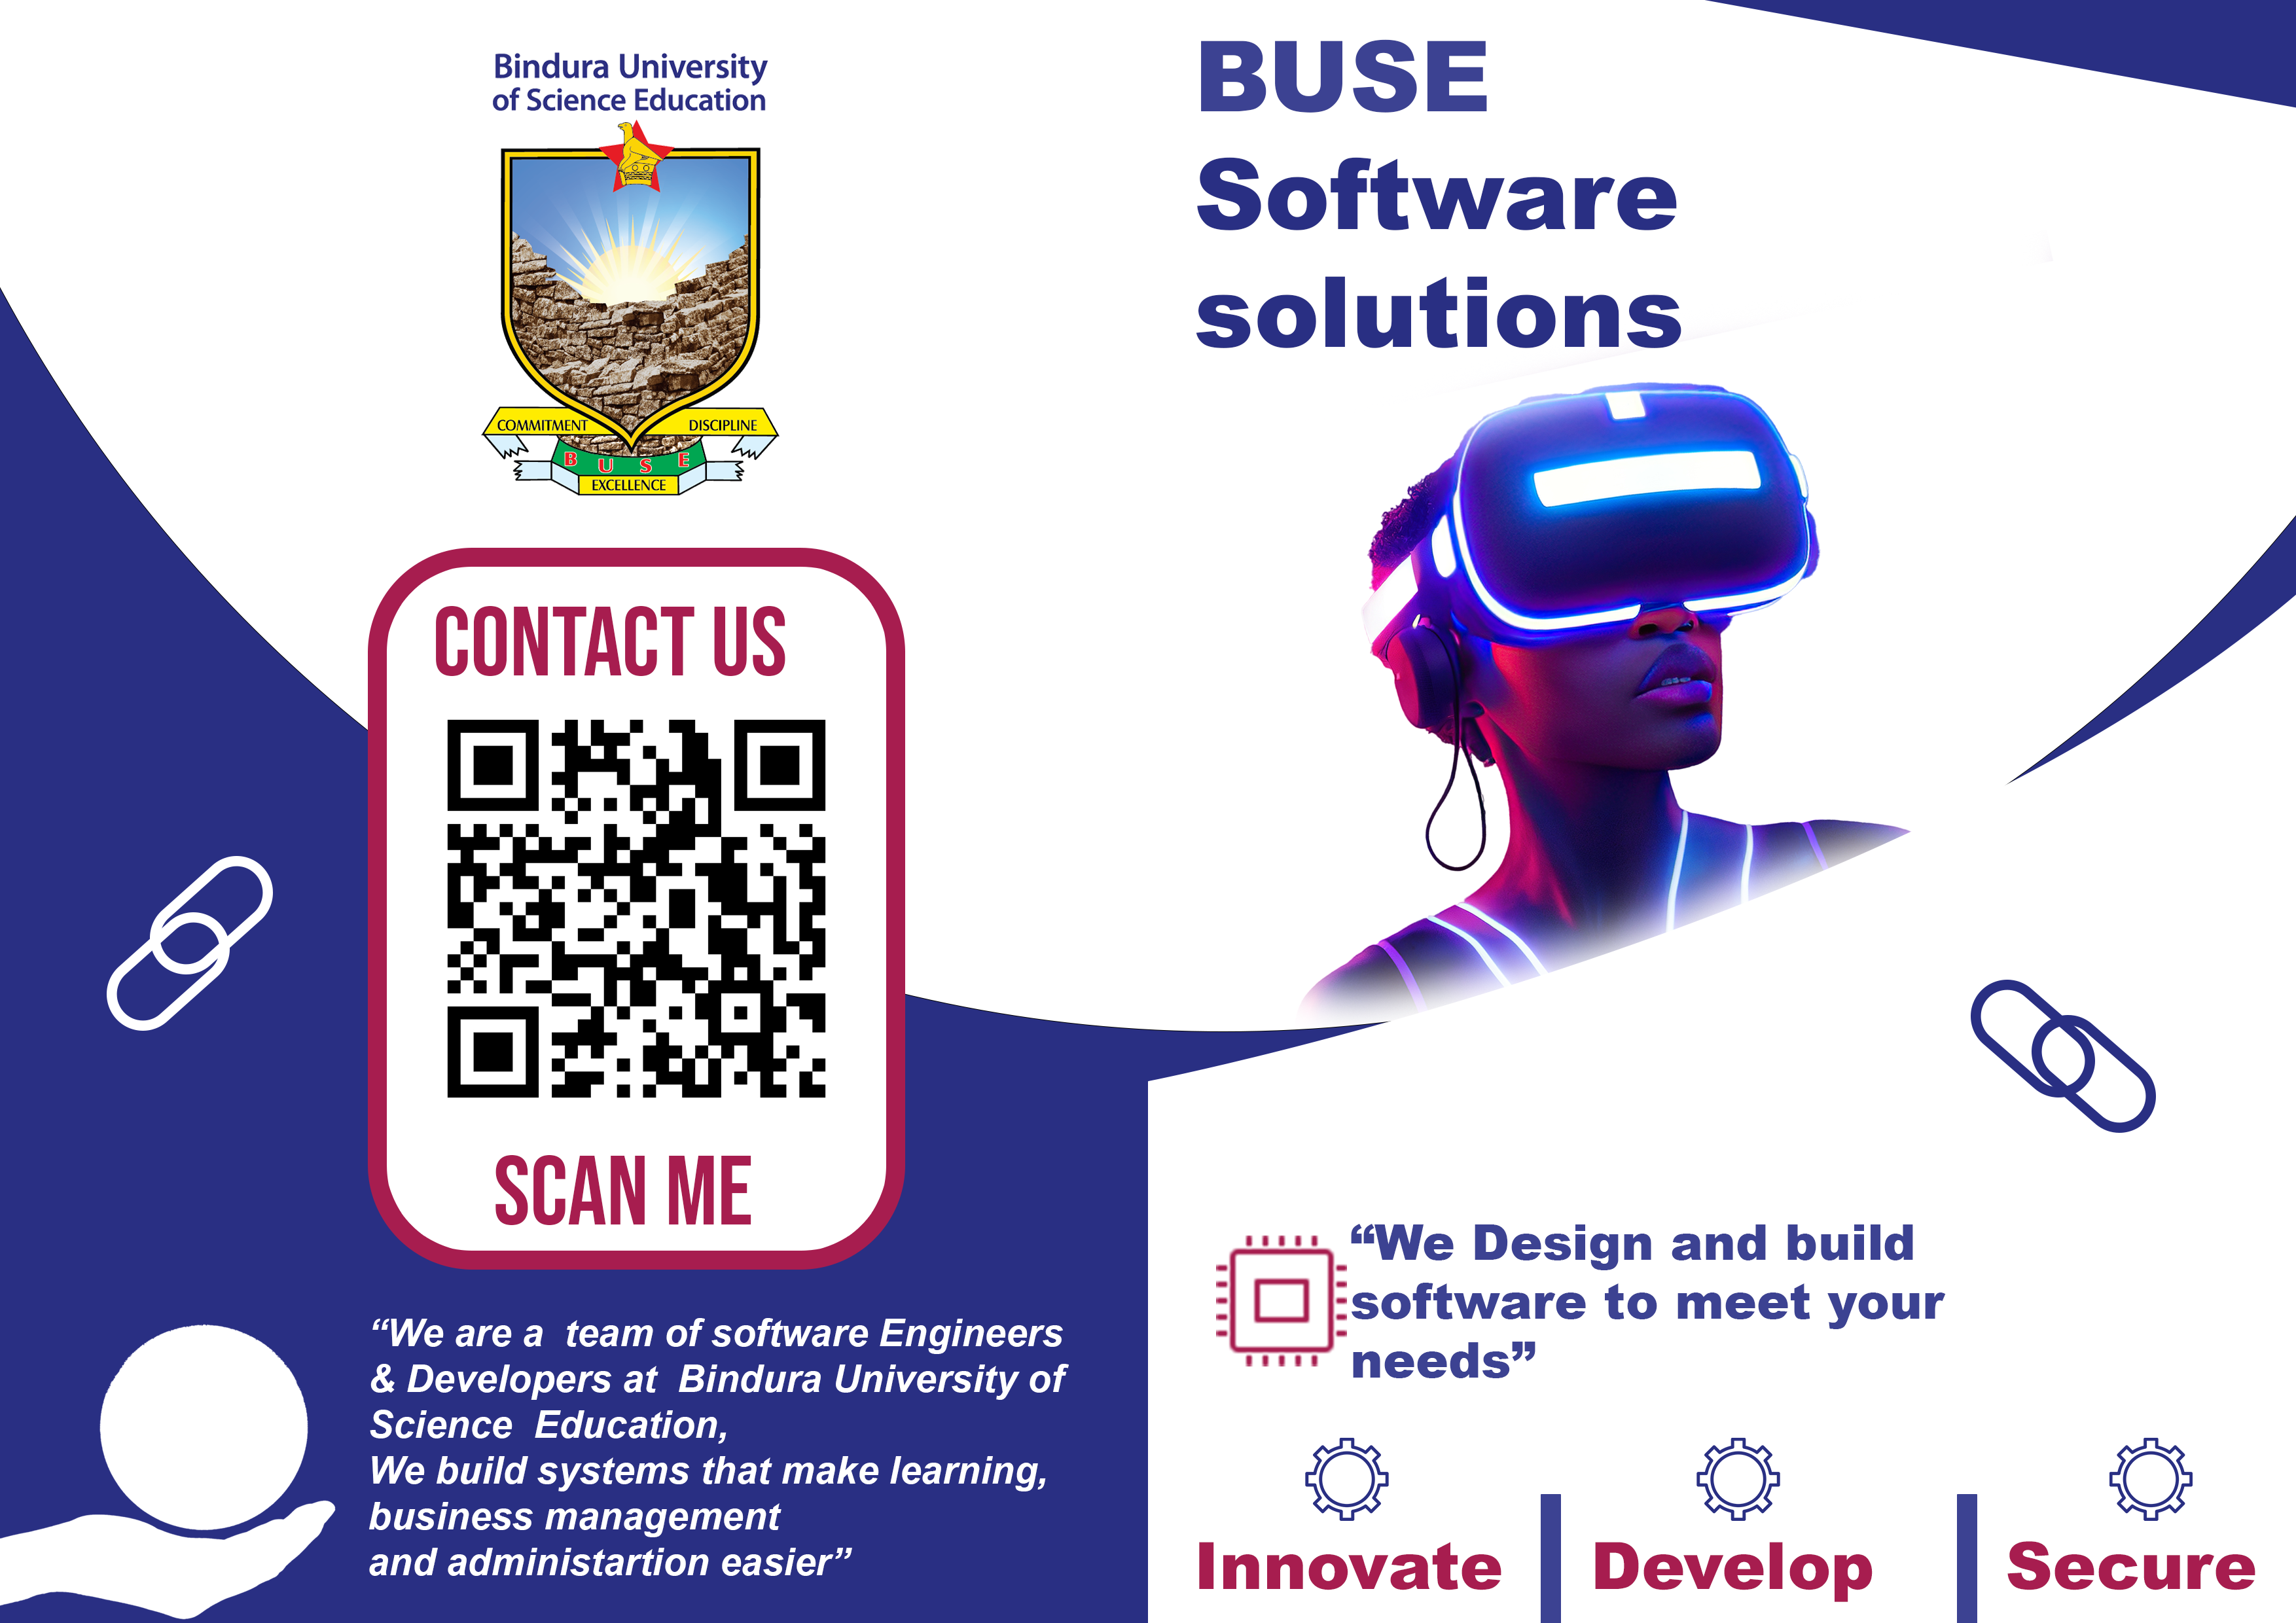 Bindura University
of Science Education
COMMITMENT
DISCIPLINE
B U S E
EXCELLENCE
CONTACT US
SCAN ME
“We are a team of software Engineers
& Developers at Bindura University of
Science Education,
We build systems that make learning,
business management
and administartion easier”
BUSE
Software
solutions
“We Design and build
software to meet your
needs”
Innovate
Develop
Secure